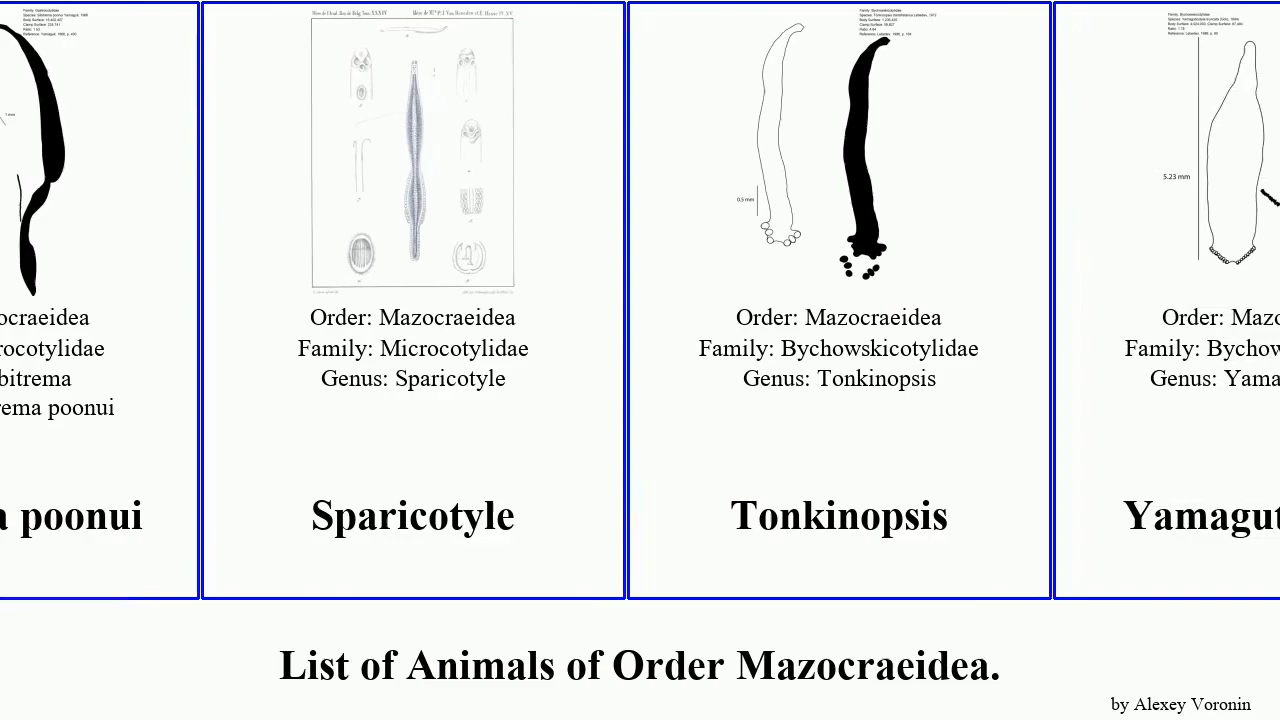 ocraeidea
rocotylidae
bitrema
rema poonui
a poonui
1 mm
Order: Mazocraeidea
Family: Microcotylidae
Genus: Sparicotyle
Sparicotyle
0.5 mm
Order: Mazocraeidea
Family: Bychowskicotylidae
Genus: Tonkinopsis
Tonkinopsis
5.23 mm
Order: Mazo
Family: Bychow
Genus: Yama
Yamagut
List of Animals of Order Mazocraeidea.
by Alexey Voronin